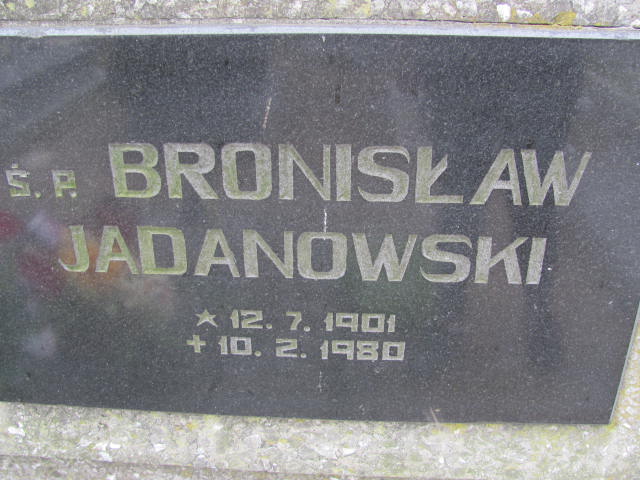 Ś.P. BRONISŁAW
JADANOWSKI
★ 12.7.1901
+ 10.2.1980